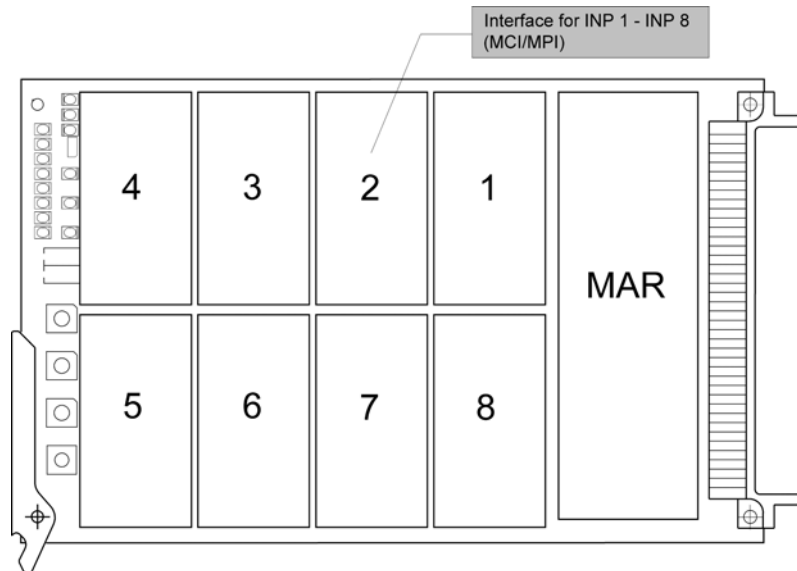 Interface for INP 1 - INP 8
(MCI/MPI)
4 3 2 1
MAR
5 6 7 8